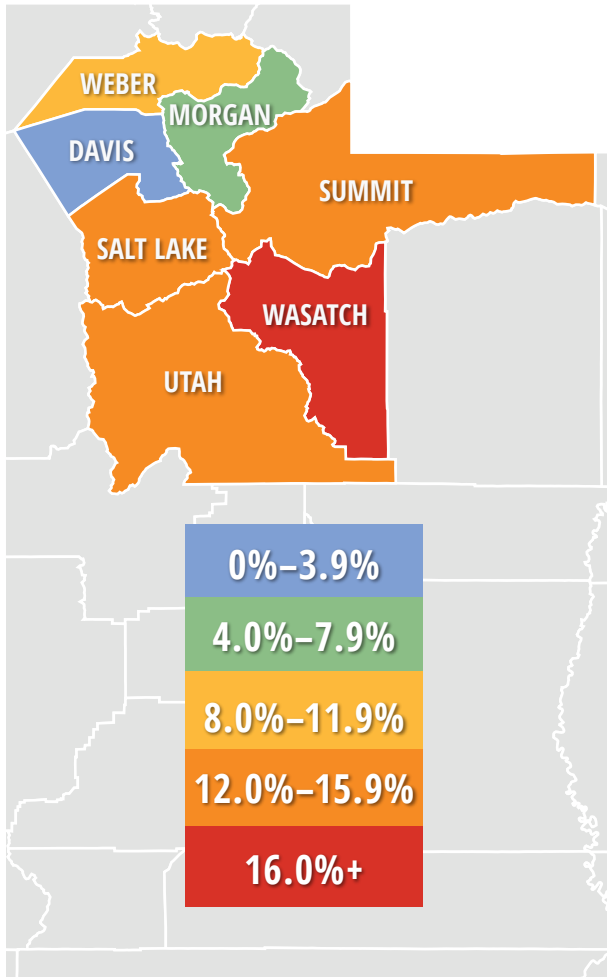 WEBER
MORGAN
DAVIS
SUMMIT
SALT LAKE
WASATCH
UTAH
0%–3.9%
4.0%–7.9%
8.0%–11.9%
12.0%–15.9%
16.0%+